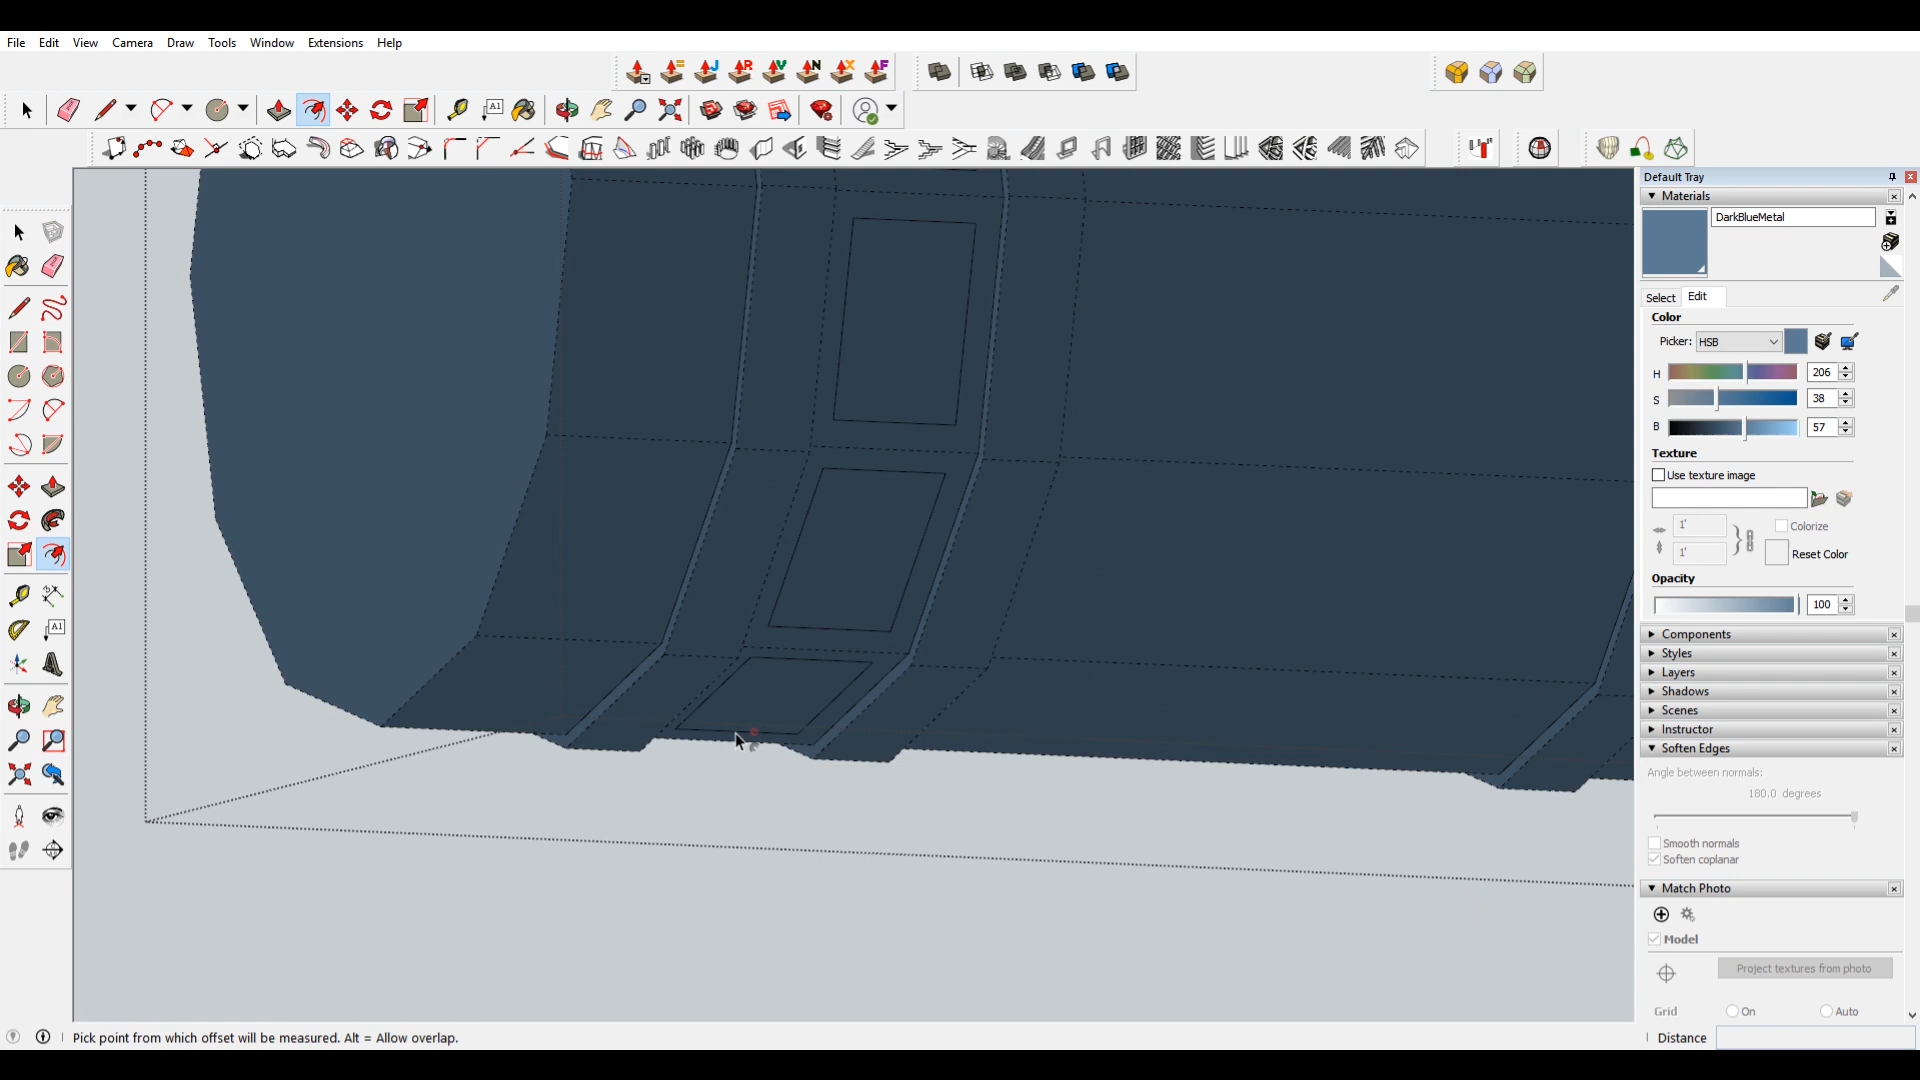 File Edit View Camera Draw Tools Window Extensions Help
= J R V N X F
A1
Default Tray
Materials
DarkBlueMetal
Select Edit
Color
Picker: HSB
H 206
S 38
B 57
Texture
Use texture image
1'
Colorize
1'
Reset Color
Opacity
100
A1
Components
Styles
Layers
Shadows
Scenes
Instructor
Soften Edges
Angle between normals:
180.0 degrees
Smooth normals
Soften coplanar
Match Photo
Model
Project textures from photo
Grid On Auto
Pick point from which offset will be measured. Alt = Allow overlap.
Distance